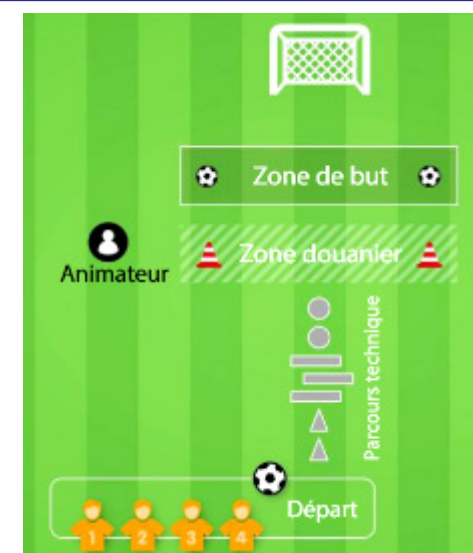 Zone de but
Zone douanier
Animateur
Parcours technique
Départ
1 2 3 4